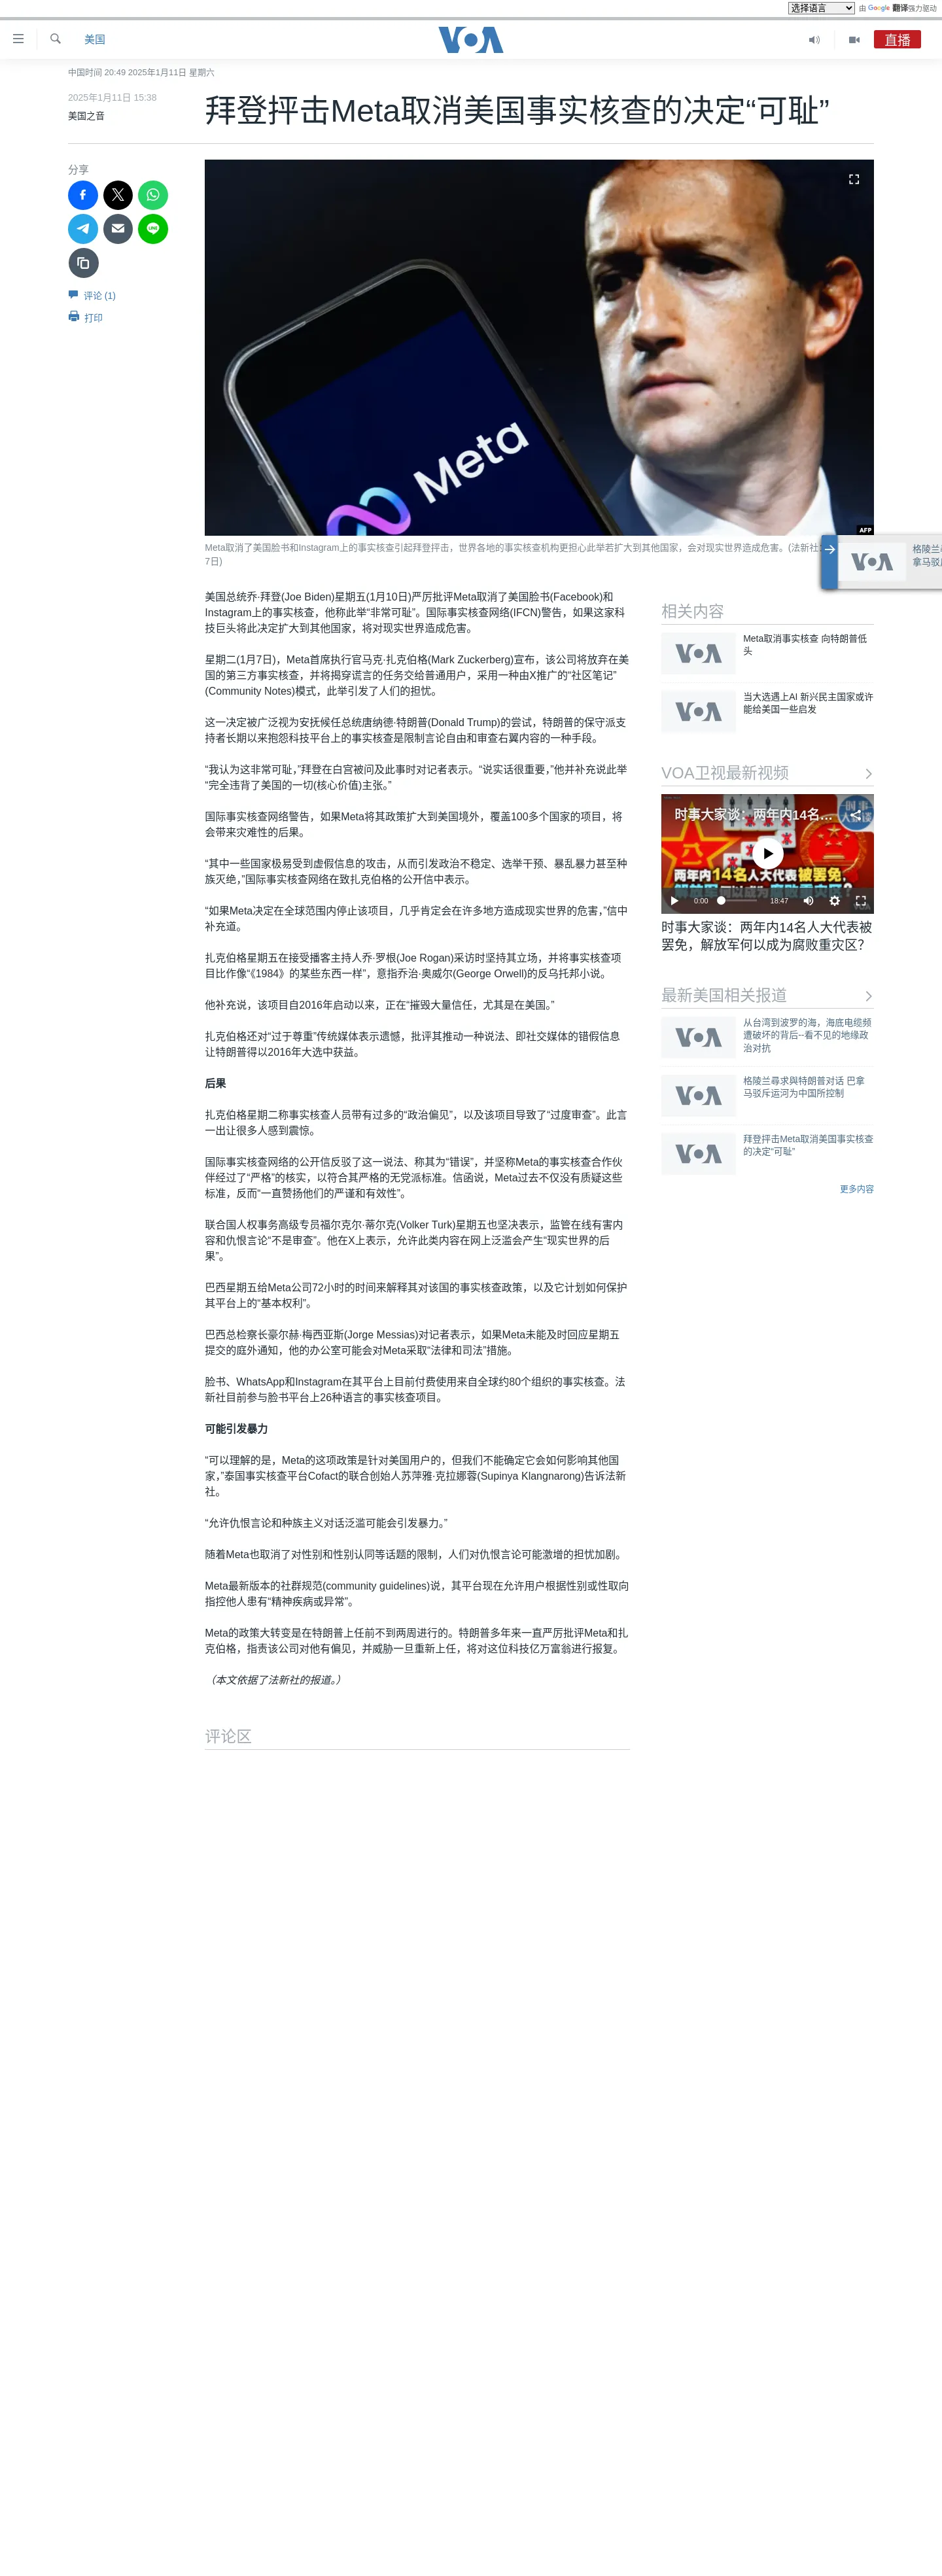 选择语言 由 Google 翻译强力驱动
美国
VOA
直播
中国时间 20:49 2025年1月11日 星期六
2025年1月11日 15:38
美国之音
拜登抨击Meta取消美国事实核查的决定“可耻”
分享
评论 (1)
打印
Meta
AFP
Meta取消了美国脸书和Instagram上的事实核查引起拜登抨击，世界各地的事实核查机构更担心此举若扩大到其他国家，会对现实世界造成危害。(法新社
7日)
VOA
格陵兰
拿马驳
美国总统乔·拜登(Joe Biden)星期五(1月10日)严厉批评Meta取消了美国脸书(Facebook)和
Instagram上的事实核查，他称此举“非常可耻”。国际事实核查网络(IFCN)警告，如果这家科
技巨头将此决定扩大到其他国家，将对现实世界造成危害。
星期二(1月7日)，Meta首席执行官马克·扎克伯格(Mark Zuckerberg)宣布，该公司将放弃在美
国的第三方事实核查，并将揭穿谎言的任务交给普通用户，采用一种由X推广的“社区笔记”
(Community Notes)模式，此举引发了人们的担忧。
这一决定被广泛视为安抚候任总统唐纳德·特朗普(Donald Trump)的尝试，特朗普的保守派支
持者长期以来抱怨科技平台上的事实核查是限制言论自由和审查右翼内容的一种手段。
“我认为这非常可耻，”拜登在白宫被问及此事时对记者表示。“说实话很重要，”他并补充说此举
“完全违背了美国的一切(核心价值)主张。”
国际事实核查网络警告，如果Meta将其政策扩大到美国境外，覆盖100多个国家的项目，将
会带来灾难性的后果。
“其中一些国家极易受到虚假信息的攻击，从而引发政治不稳定、选举干预、暴乱暴力甚至种
族灭绝，”国际事实核查网络在致扎克伯格的公开信中表示。
“如果Meta决定在全球范围内停止该项目，几乎肯定会在许多地方造成现实世界的危害，”信中
补充道。
扎克伯格星期五在接受播客主持人乔·罗根(Joe Rogan)采访时坚持其立场，并将事实核查项
目比作像“《1984》的某些东西一样”，意指乔治·奥威尔(George Orwell)的反乌托邦小说。
他补充说，该项目自2016年启动以来，正在“摧毁大量信任，尤其是在美国。”
扎克伯格还对“过于尊重”传统媒体表示遗憾，批评其推动一种说法、即社交媒体的错假信息
让特朗普得以2016年大选中获益。
后果
扎克伯格星期二称事实核查人员带有过多的“政治偏见”，以及该项目导致了“过度审查”。此言
一出让很多人感到震惊。
国际事实核查网络的公开信反驳了这一说法、称其为“错误”，并坚称Meta的事实核查合作伙
伴经过了“严格”的核实，以符合其严格的无党派标准。信函说，Meta过去不仅没有质疑这些
标准，反而“一直赞扬他们的严谨和有效性”。
联合国人权事务高级专员福尔克尔·蒂尔克(Volker Turk)星期五也坚决表示，监管在线有害内
容和仇恨言论“不是审查”。他在X上表示，允许此类内容在网上泛滥会产生“现实世界的后
果”。
巴西星期五给Meta公司72小时的时间来解释其对该国的事实核查政策，以及它计划如何保护
其平台上的“基本权利”。
巴西总检察长豪尔赫·梅西亚斯(Jorge Messias)对记者表示，如果Meta未能及时回应星期五
提交的庭外通知，他的办公室可能会对Meta采取“法律和司法”措施。
脸书、WhatsApp和Instagram在其平台上目前付费使用来自全球约80个组织的事实核查。法
新社目前参与脸书平台上26种语言的事实核查项目。
可能引发暴力
“可以理解的是，Meta的这项政策是针对美国用户的，但我们不能确定它会如何影响其他国
家，”泰国事实核查平台Cofact的联合创始人苏萍雅·克拉娜蓉(Supinya Klangnarong)告诉法新
社。
“允许仇恨言论和种族主义对话泛滥可能会引发暴力。”
随着Meta也取消了对性别和性别认同等话题的限制，人们对仇恨言论可能激增的担忧加剧。
Meta最新版本的社群规范(community guidelines)说，其平台现在允许用户根据性别或性取向
指控他人患有“精神疾病或异常”。
Meta的政策大转变是在特朗普上任前不到两周进行的。特朗普多年来一直严厉批评Meta和扎
克伯格，指责该公司对他有偏见，并威胁一旦重新上任，将对这位科技亿万富翁进行报复。
（本文依据了法新社的报道。）
评论区
相关内容
VOA
Meta取消事实核查 向特朗普低
头
VOA
当大选遇上AI 新兴民主国家或许
能给美国一些启发
VOA卫视最新视频
时事大家谈：两年内14名...
两年内14名人大代表被罢免，
0:00
18:47
时事大家谈：两年内14名人大代表被
罢免，解放军何以成为腐败重灾区？
最新美国相关报道
VOA
从台湾到波罗的海，海底电缆频
遭破坏的背后--看不见的地缘政
治对抗
VOA
格陵兰尋求與特朗普对话 巴拿
马驳斥运河为中国所控制
VOA
拜登抨击Meta取消美国事实核查
的决定“可耻”
更多内容